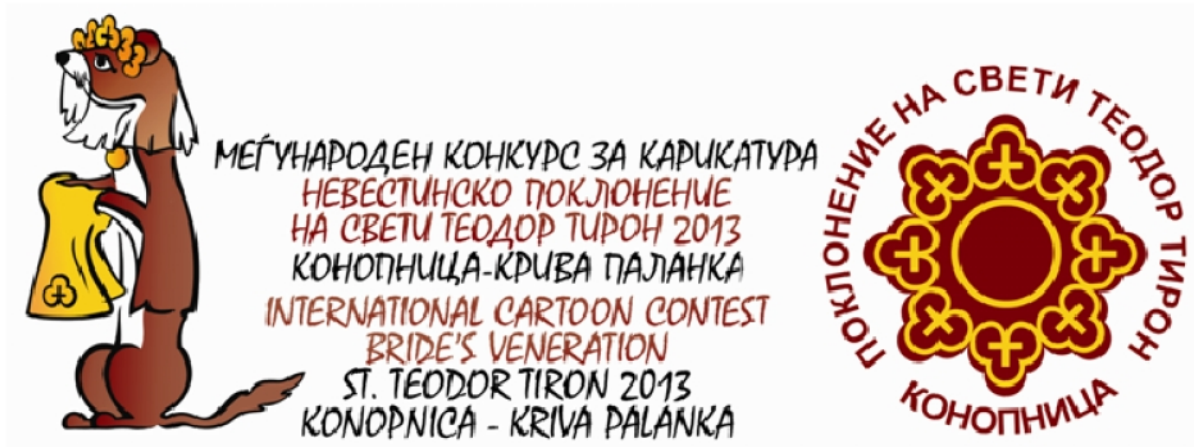 МЕЃУНАРОДЕН КОНКУРС ЗА КАРИКАТУРА
НЕВЕСТИНСКО ПОКЛОНЕНИЕ
НА СВЕТИ ТЕОДОР ТИРОН 2013
КОНОПНИЦА-КРИВА ПАЛАНКА
INTERNATIONAL CARTOON CONTEST
BRIDE'S VENERATION
ST. TEODOR TIRON 2013
KONOPNICA - KRIVA PALANKA
ПОКЛОНЕНИЕ НА СВЕТИ ТЕОДОР ТИРОН
КОНОПНИЦА